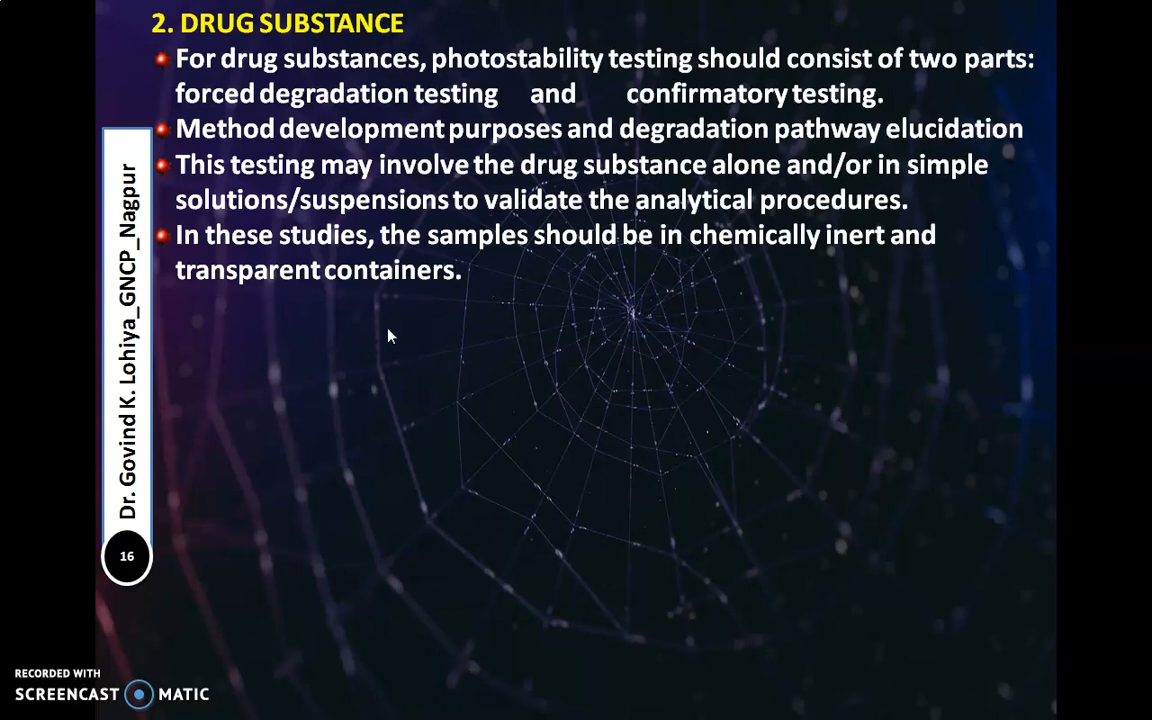 2. DRUG SUBSTANCE
For drug substances, photostability testing should consist of two parts:
forced degradation testing and confirmatory testing.
Method development purposes and degradation pathway elucidation
This testing may involve the drug substance alone and/or in simple
solutions/suspensions to validate the analytical procedures.
In these studies, the samples should be in chemically inert and
transparent containers.
Dr. Govind K. Lohiya_GNCP_Nagpur
16
RECORDED WITH
SCREENCAST MATIC